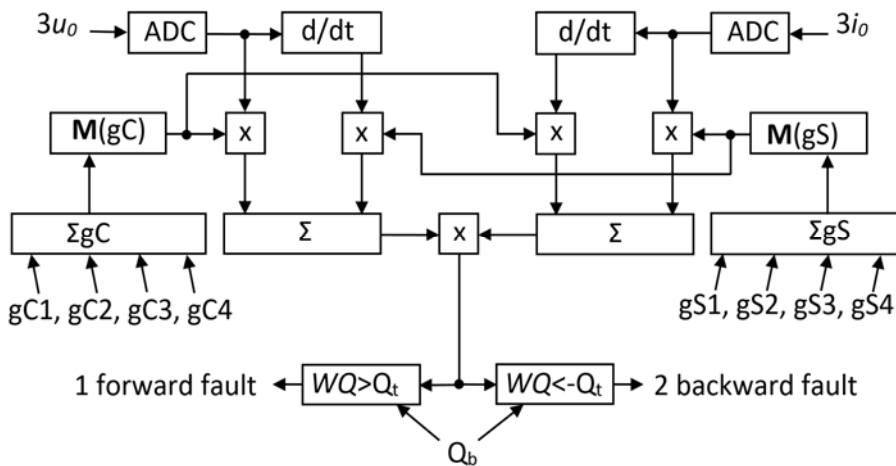 3u₀ ADC d/dt d/dt ADC 3i₀
M(gC) x x x x M(gS)
ΣgC Σ x Σ ΣgS
gC1, gC2, gC3, gC4 gS1, gS2, gS3, gS4
1 forward fault WQ>Qₜ WQ<-Qₜ 2 backward fault
Q_b